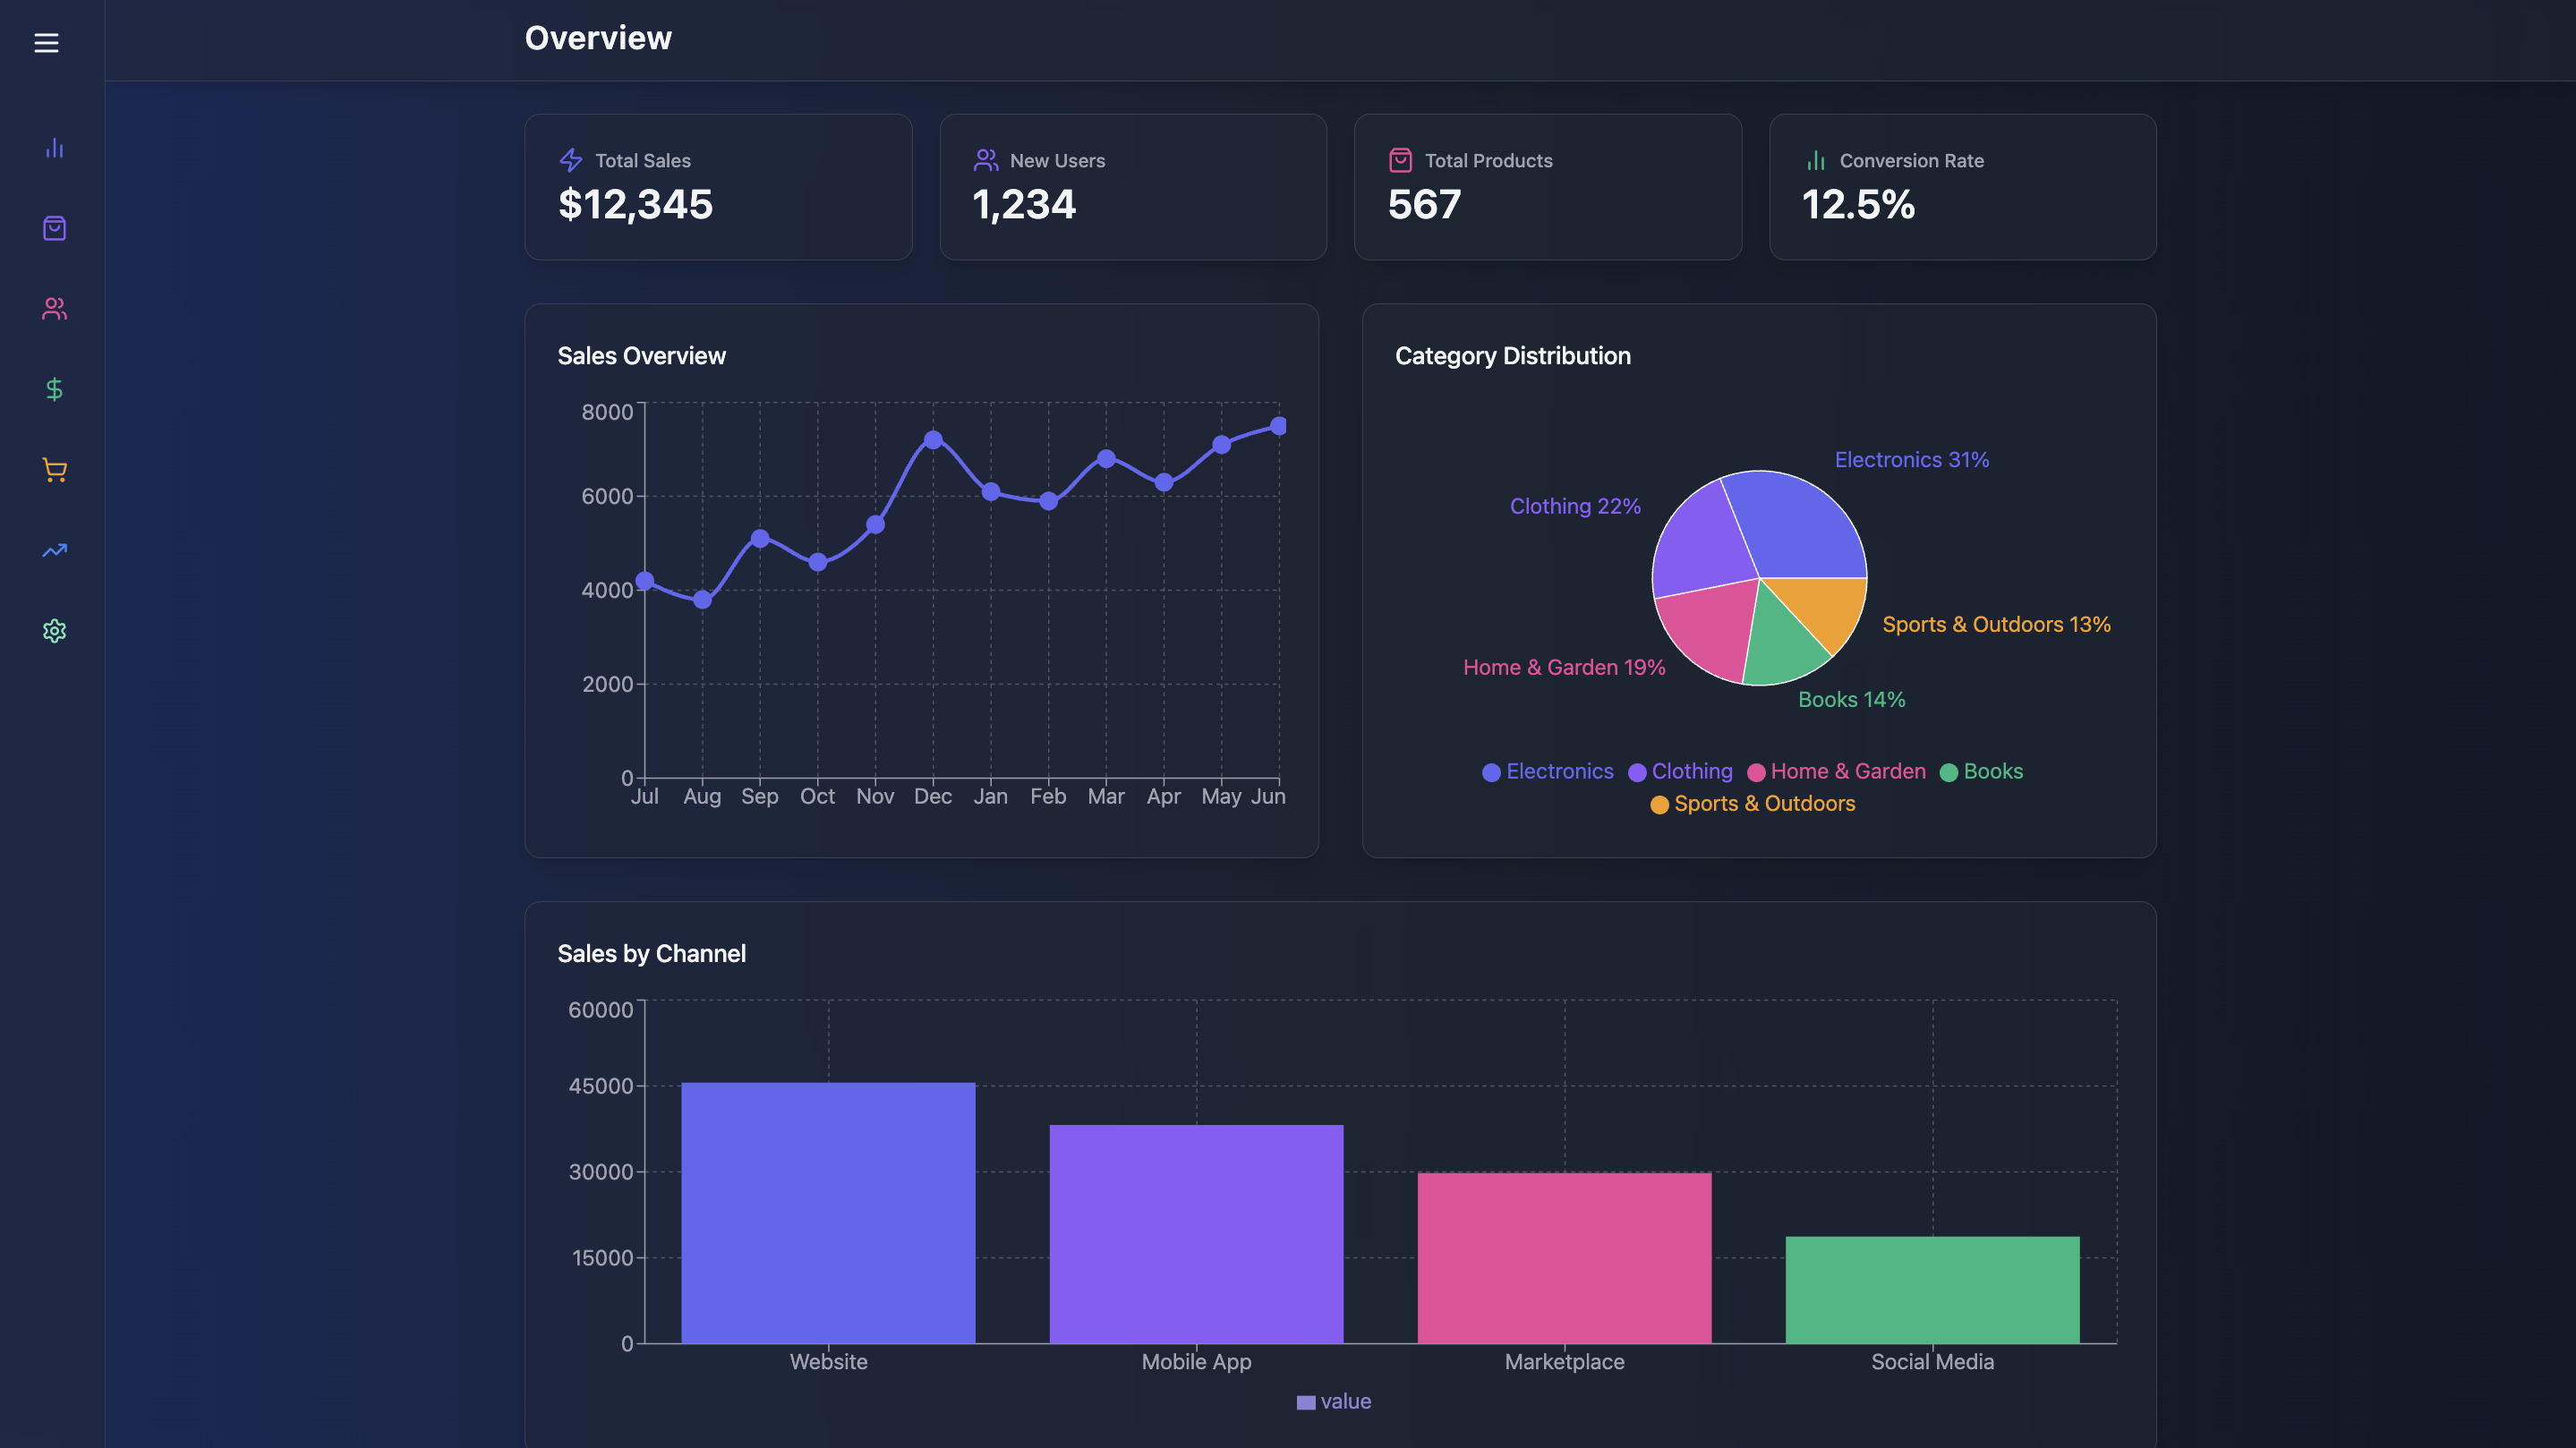 Overview
Total Sales
$12,345
New Users
1,234
Total Products
567
Conversion Rate
12.5%
Sales Overview
8000
6000
4000
2000
0
Jul Aug Sep Oct Nov Dec Jan Feb Mar Apr May Jun
Category Distribution
Electronics 31%
Clothing 22%
Sports & Outdoors 13%
Home & Garden 19%
Books 14%
Electronics Clothing Home & Garden Books
Sports & Outdoors
Sales by Channel
60000
45000
30000
15000
0
Website Mobile App Marketplace Social Media
value